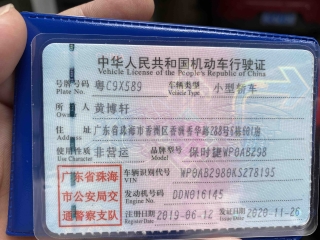 中华人民共和国机动车行驶证
Vehicle License of the People's Republic of China
号牌号码 粤C9X589 车辆类型 小型轿车
Plate No. Vehicle Type
所有人 黄博轩
Owner
住址 广东省珠海市香洲区
Address
使用性质 非营运 品牌型号 保时捷WP0AB298
Use Character Model
广东省珠海市公安局交通警察支队
车辆识别代号 WP0AB2980KS278195
VIN
发动机号码 DDN016145
Engine No.
注册日期 2019-06-12 发证日期 2020-11-26
Register Date Issue Date